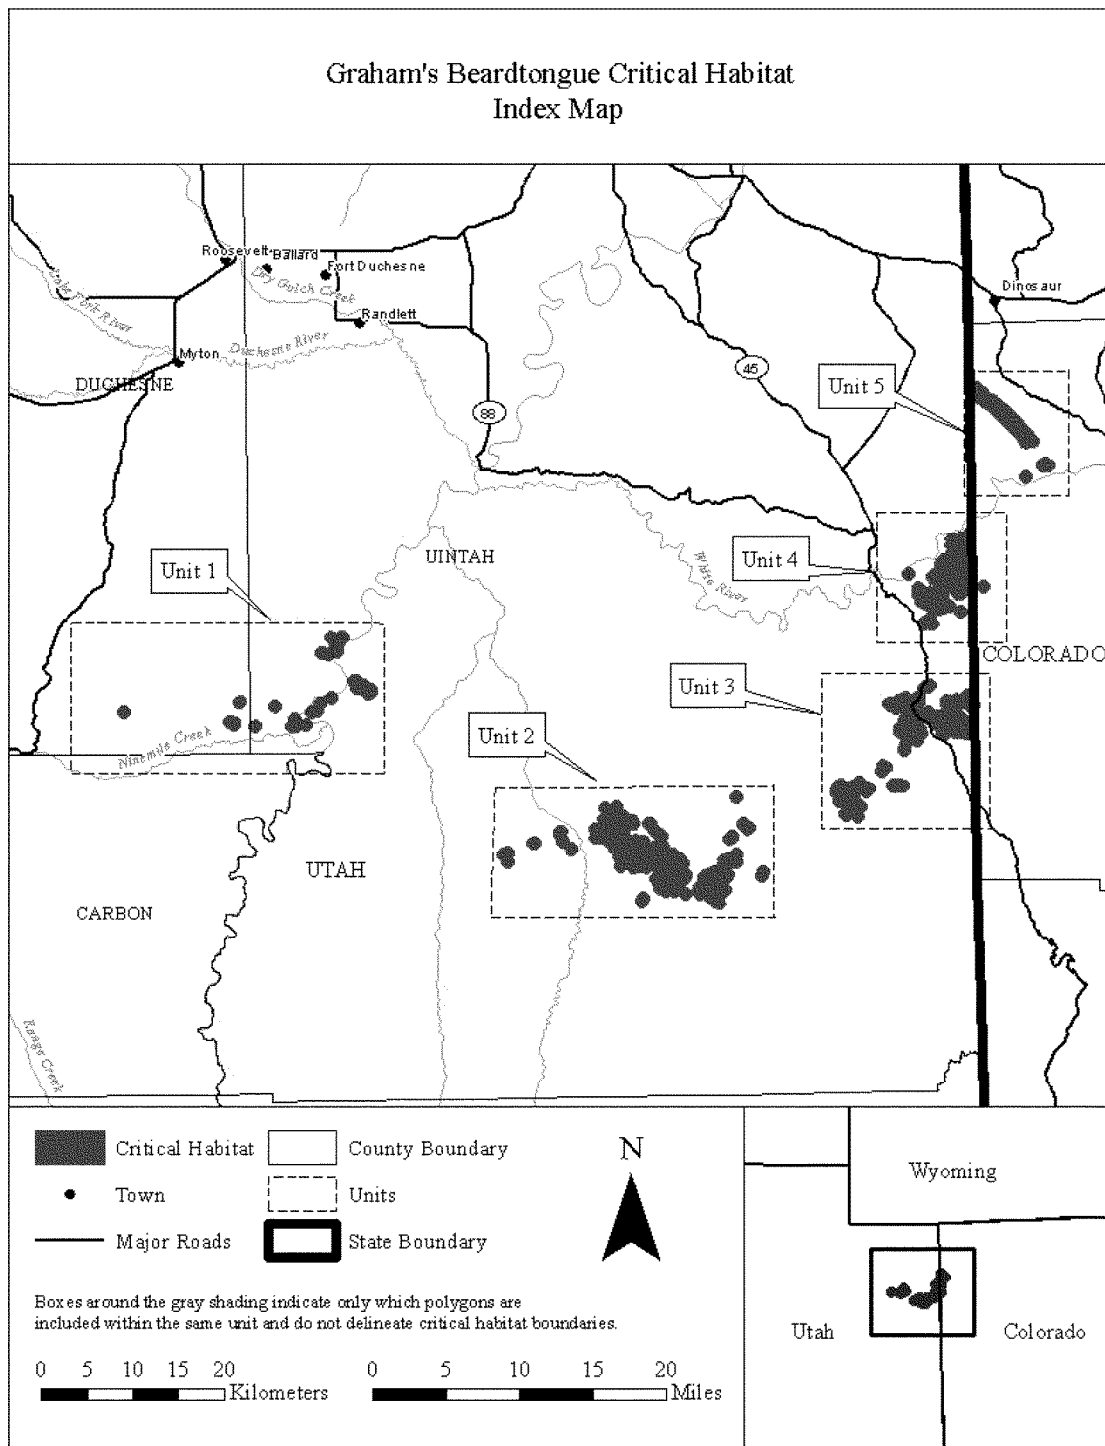 Graham's Beardtongue Critical Habitat
Index Map
Roosevelt
Ballard
Fort Duchesne
Dry Gulch Creek
Lake Fork River
Randlett
Duchesne River
Myton
DUCHESNE
Dinosaur
45
88
Unit 5
UINTAH
Unit 4
White River
Unit 1
COLORADO
Unit 3
Unit 2
Ninemile Creek
UTAH
CARBON
Range Creek
Critical Habitat
County Boundary
Town
Units
Major Roads
State Boundary
N
Boxes around the gray shading indicate only which polygons are
included within the same unit and do not delineate critical habitat boundaries.
0 5 10 15 20
Kilometers
0 5 10 15 20
Miles
Wyoming
Utah
Colorado